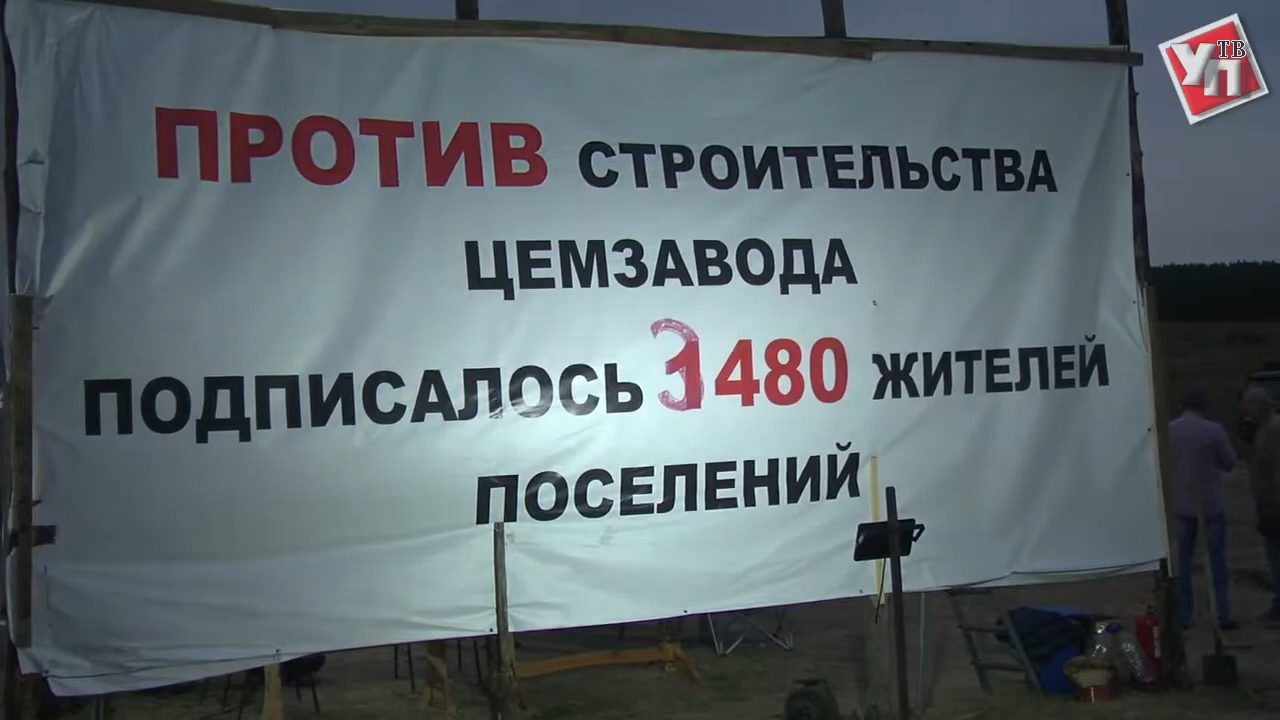 ПРОТИВ СТРОИТЕЛЬСТВА
ЦЕМЗАВОДА
ПОДПИСАЛОСЬ 3480 ЖИТЕЛЕЙ
ПОСЕЛЕНИЙ
УП ТВ